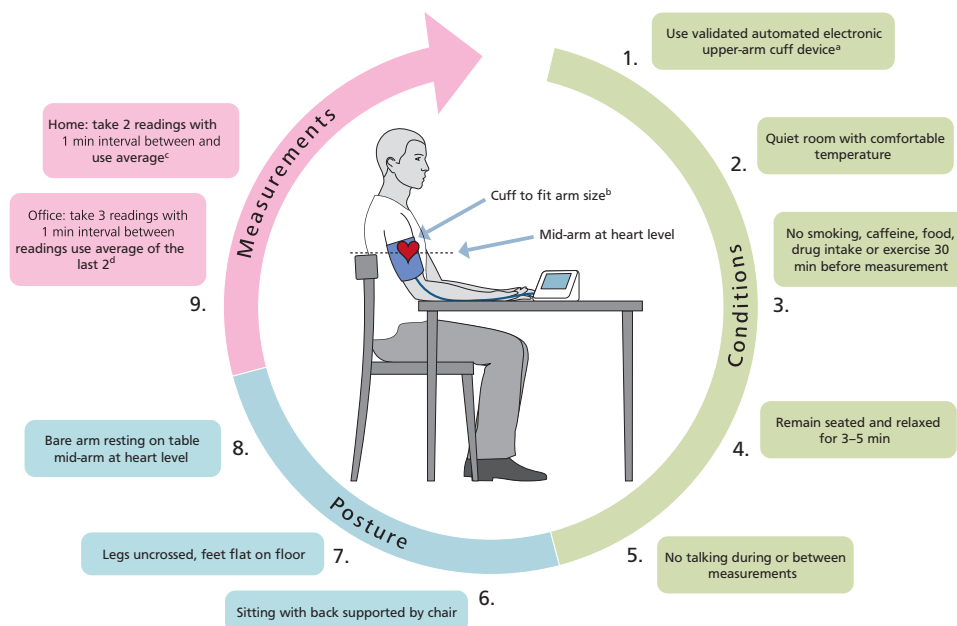 1.
Use validated automated electronic
upper-arm cuff deviceᵃ
2.
Quiet room with comfortable
temperature
3.
No smoking, caffeine, food,
drug intake or exercise 30
min before measurement
4.
Remain seated and relaxed
for 3–5 min
5.
No talking during or between
measurements
6.
Sitting with back supported by chair
7.
Legs uncrossed, feet flat on floor
8.
Bare arm resting on table
mid-arm at heart level
9.
Home: take 2 readings with
1 min interval between and
use averageᶜ
Office: take 3 readings with
1 min interval between
readings use average of the
last 2ᵈ
Conditions
Posture
Measurements
Cuff to fit arm sizeᵇ
Mid-arm at heart level